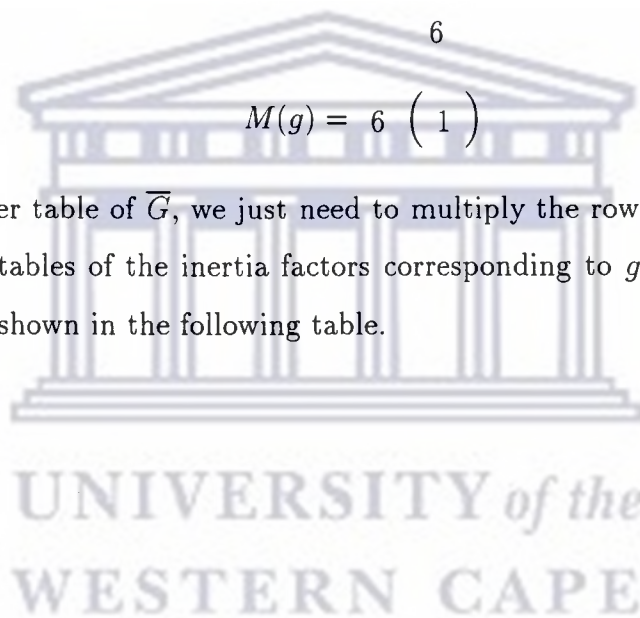 6
M(g) = 6 ( 1 )
er table of G̅, we just need to multiply the row
tables of the inertia factors corresponding to g
shown in the following table.
UNIVERSITY of the
WESTERN CAPE